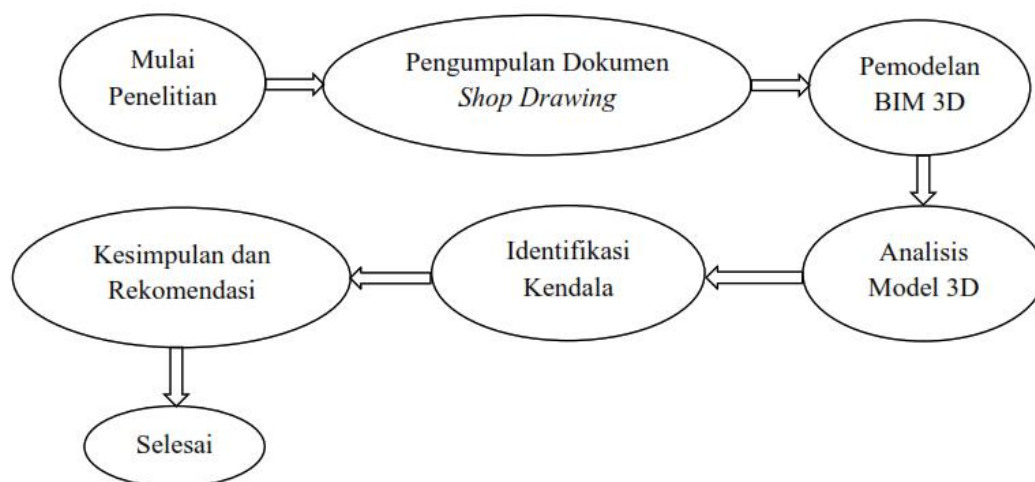 Mulai
Penelitian
Pengumpulan Dokumen
Shop Drawing
Pemodelan
BIM 3D
Analisis
Model 3D
Identifikasi
Kendala
Kesimpulan dan
Rekomendasi
Selesai